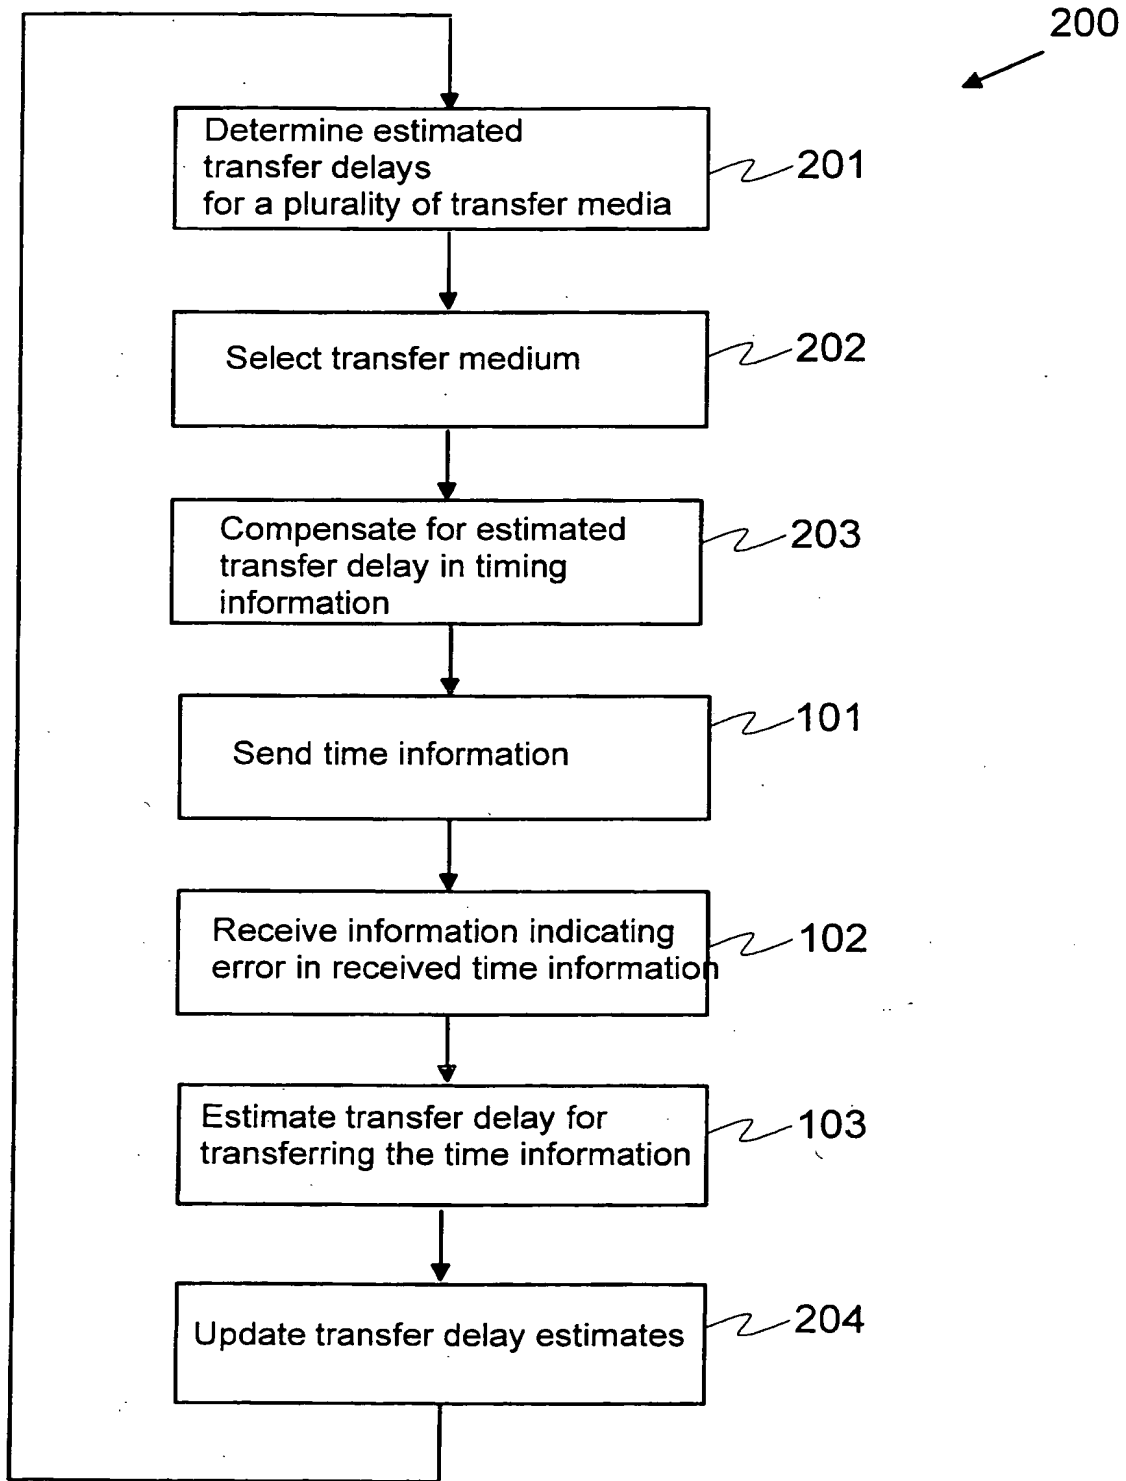 200
Determine estimated
transfer delays
for a plurality of transfer media
201
Select transfer medium
202
Compensate for estimated
transfer delay in timing
information
203
Send time information
101
Receive information indicating
error in received time information
102
Estimate transfer delay for
transferring the time information
103
Update transfer delay estimates
204